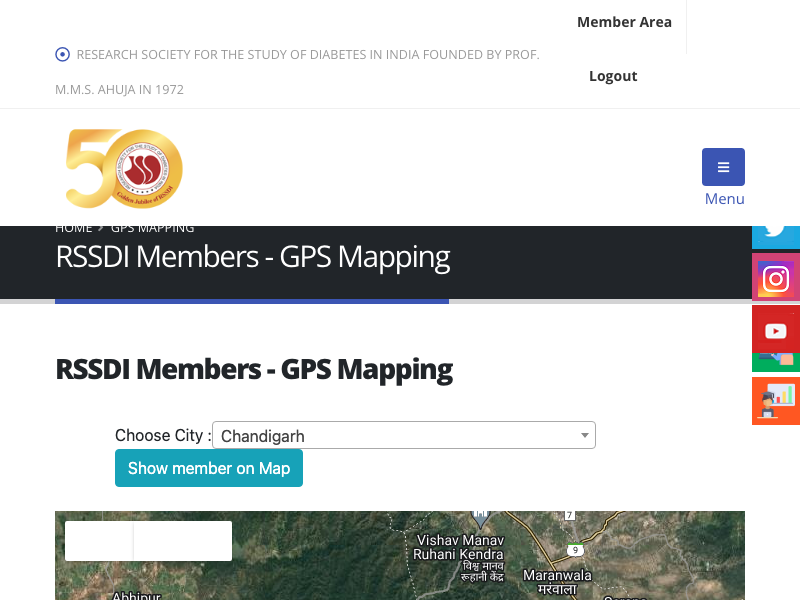 Member Area
RESEARCH SOCIETY FOR THE STUDY OF DIABETES IN INDIA FOUNDED BY PROF.
M.M.S. AHUJA IN 1972
Logout
50
Golden Jubilee of RSSDI
Menu
HOME > GPS MAPPING
RSSDI Members - GPS Mapping
RSSDI Members - GPS Mapping
Choose City : Chandigarh
Show member on Map
7
Vishav Manav
Ruhani Kendra
विश्व मानव
रूहानी केंद्र
9
Maranwala
मरंवाला
Abhipur